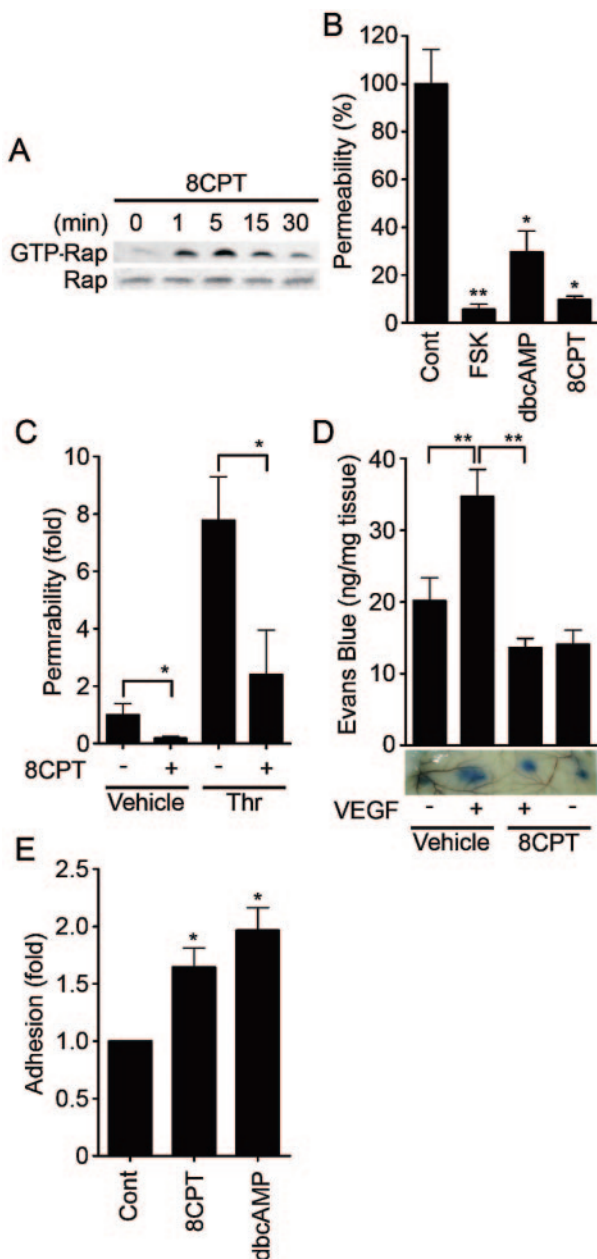 A
8CPT
(min) 0 1 5 15 30
GTP-Rap
Rap
B
Permeability (%)
120
100
80
60
40
20
0
**
*
*
Cont
FSK
dbcAMP
8CPT
C
Permrability (fold)
10
8
6
4
2
0
*
*
8CPT - + - +
Vehicle Thr
D
Evans Blue (ng/mg tissue)
40
30
20
10
0
** **
VEGF - + + -
Vehicle 8CPT
E
Adhesion (fold)
2.5
2.0
1.5
1.0
0.5
0
*
*
Cont
8CPT
dbcAMP